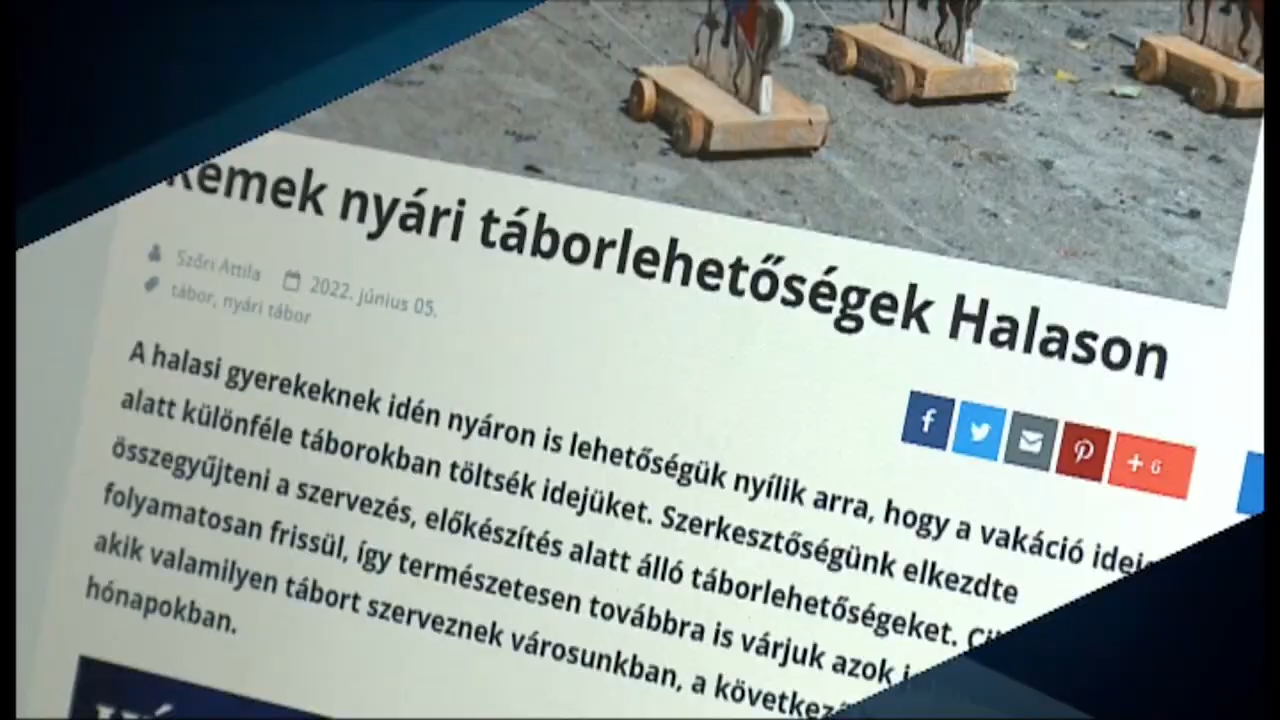 Remek nyári táborlehetőségek Halason
Szőri Attila 2022. június 05.
tábor, nyári tábor
A halasi gyerekeknek idén nyáron is lehetőségük nyílik arra, hogy a vakáció
alatt különféle táborokban töltsék idejüket. Szerkesztőségünk elkezdte
összegyűjteni a szervezés, előkészítés alatt álló táborlehetőségeket.
folyamatosan frissül, így természetesen továbbra is várjuk azok
akik valamilyen tábort szerveznek városunkban, a
hónapokban.
+ 6